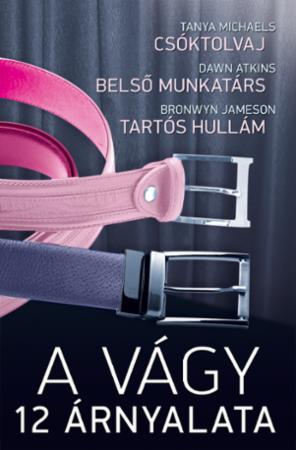 TANYA MICHAELS
CSÓKTOLVAJ
DAWN ATKINS
BELSŐ MUNKATÁRS
BRONWYN JAMESON
TARTÓS HULLÁM
A VÁGY
12 ÁRNYALATA